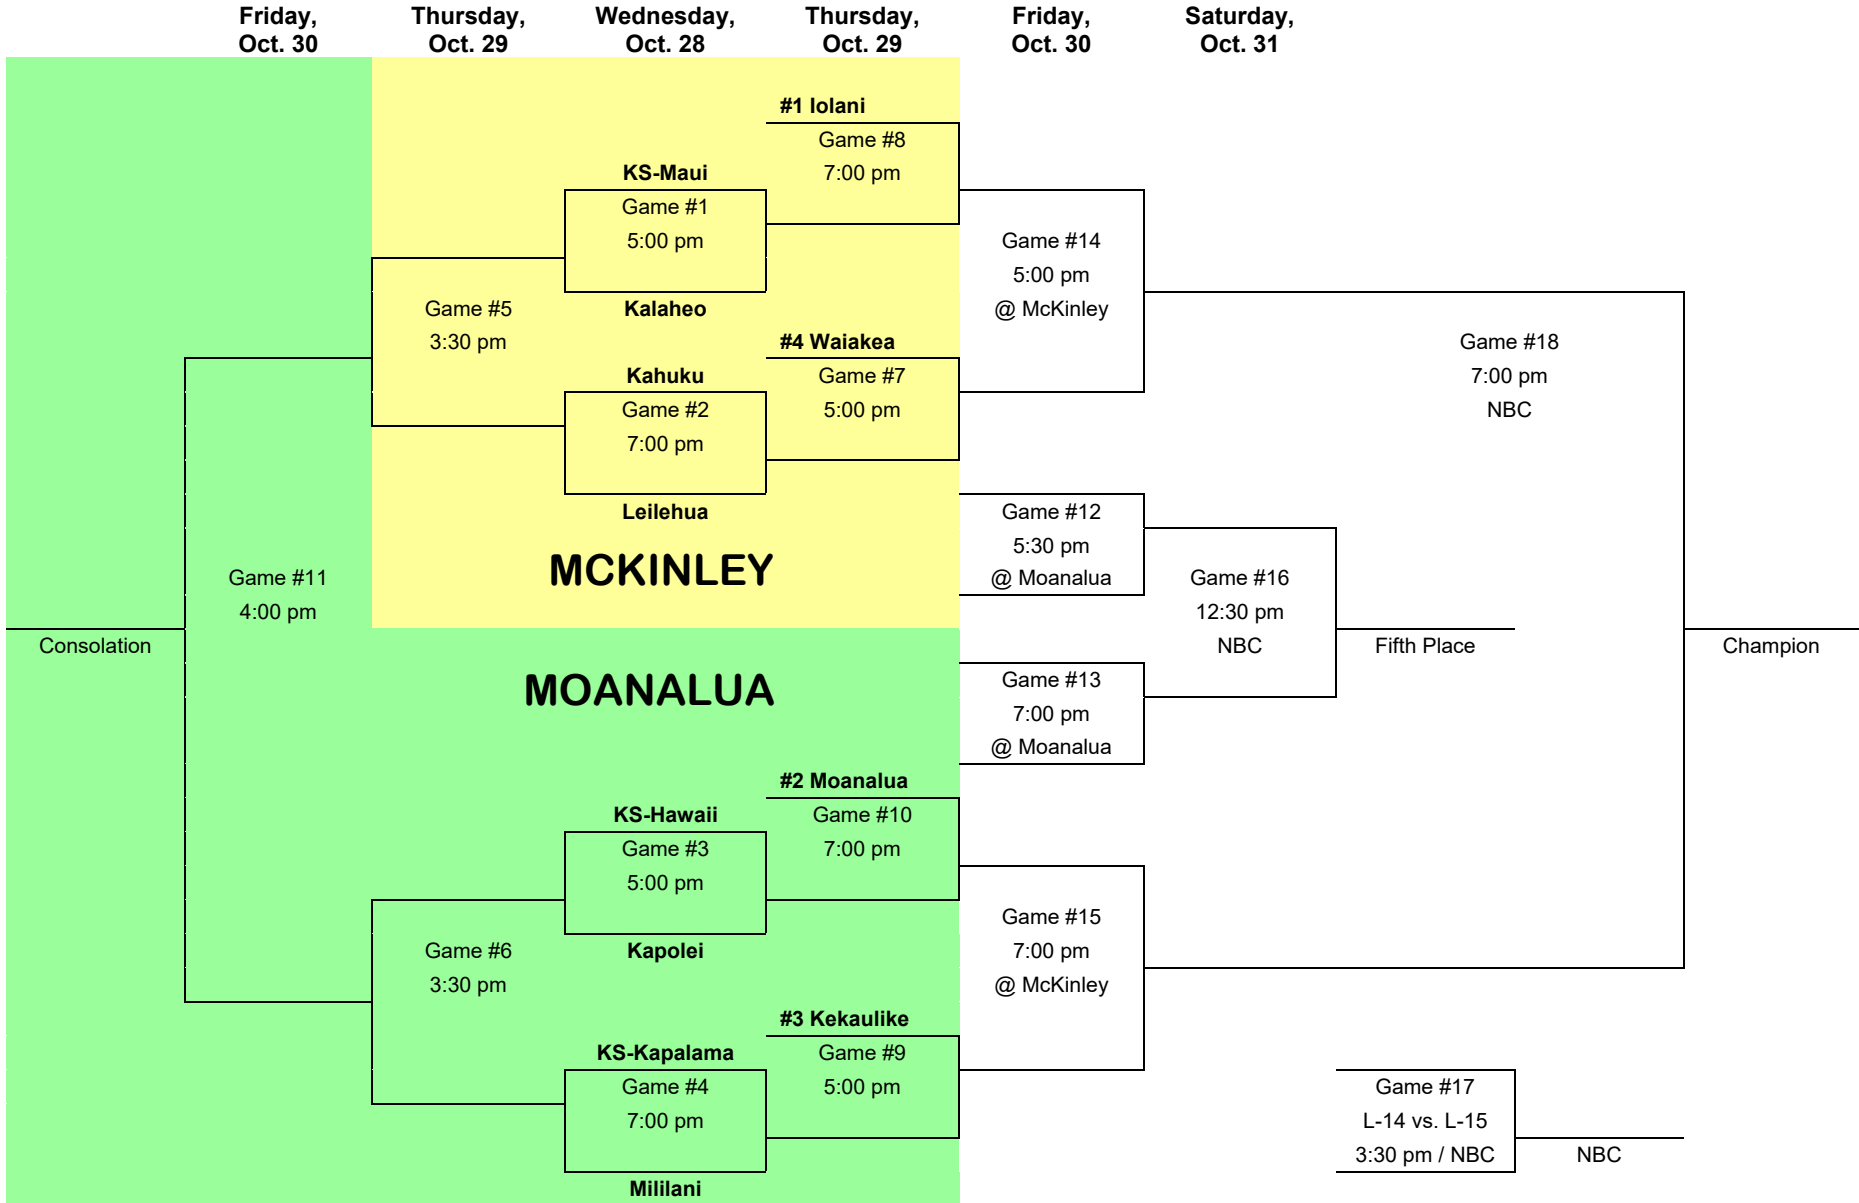 Friday, Thursday, Wednesday, Thursday, Friday, Saturday,
Oct. 30 Oct. 29 Oct. 28 Oct. 29 Oct. 30 Oct. 31
#1 Iolani
Game #8
KS-Maui 7:00 pm
Game #1
5:00 pm Game #14
5:00 pm
Game #5 Kalaheo @ McKinley
3:30 pm #4 Waiakea Game #18
Kahuku Game #7 7:00 pm
Game #2 5:00 pm NBC
7:00 pm
Leilehua Game #12
5:30 pm
MCKINLEY
Game #11 @ Moanalua Game #16
4:00 pm 12:30 pm
Consolation NBC Fifth Place Champion
MOANALUA
Game #13
7:00 pm
@ Moanalua
#2 Moanalua
KS-Hawaii Game #10
Game #3 7:00 pm
5:00 pm
Game #15
Game #6 Kapolei 7:00 pm
3:30 pm @ McKinley
#3 Kekaulike
KS-Kapalama Game #9
Game #4 5:00 pm Game #17
7:00 pm L-14 vs. L-15
3:30 pm / NBC NBC
Mililani